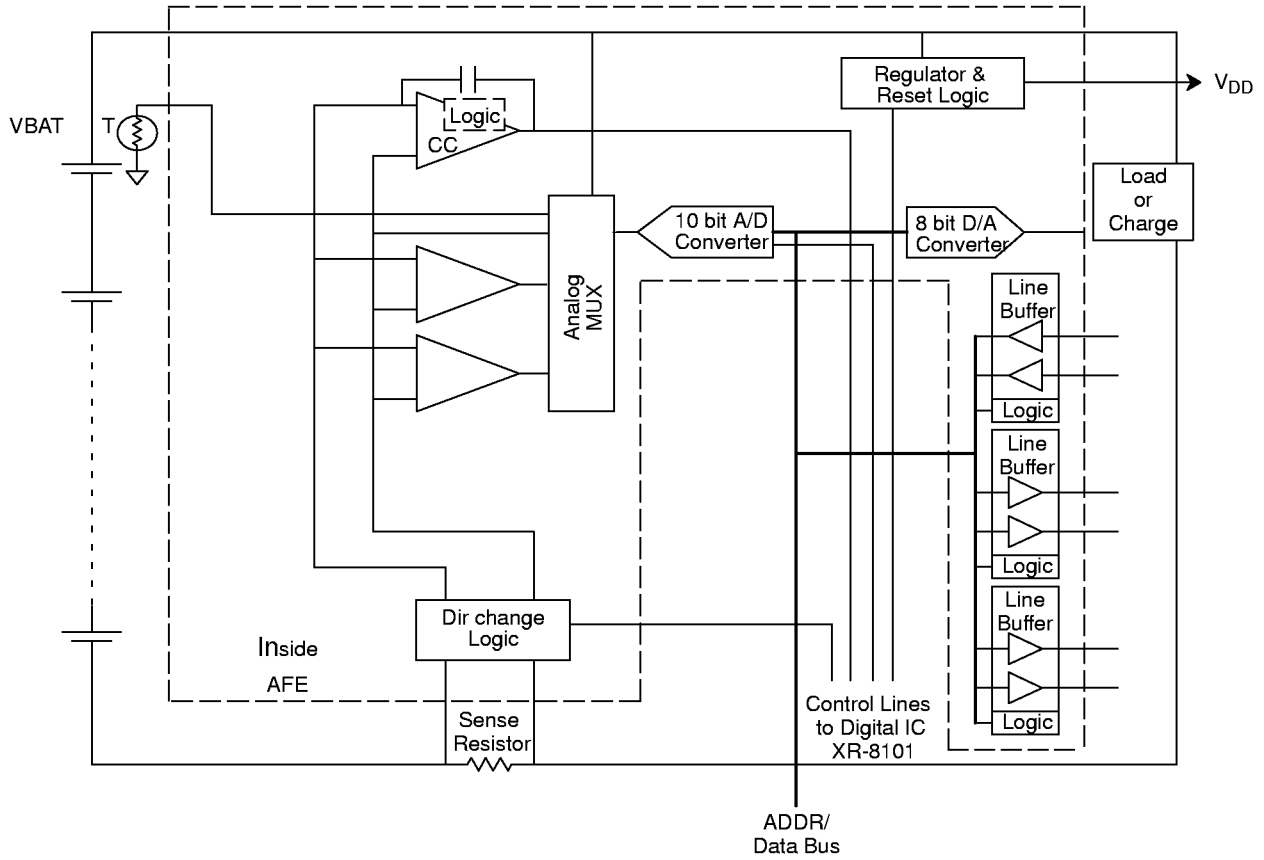 Regulator &
Reset Logic
VDD
VBAT
T
Logic
CC
Load
or
Charge
10 bit A/D
Converter
8 bit D/A
Converter
Analog
MUX
Line
Buffer
Logic
Line
Buffer
Logic
Line
Buffer
Logic
Dir change
Logic
Inside
AFE
Sense
Resistor
Control Lines
to Digital IC
XR-8101
ADDR/
Data Bus